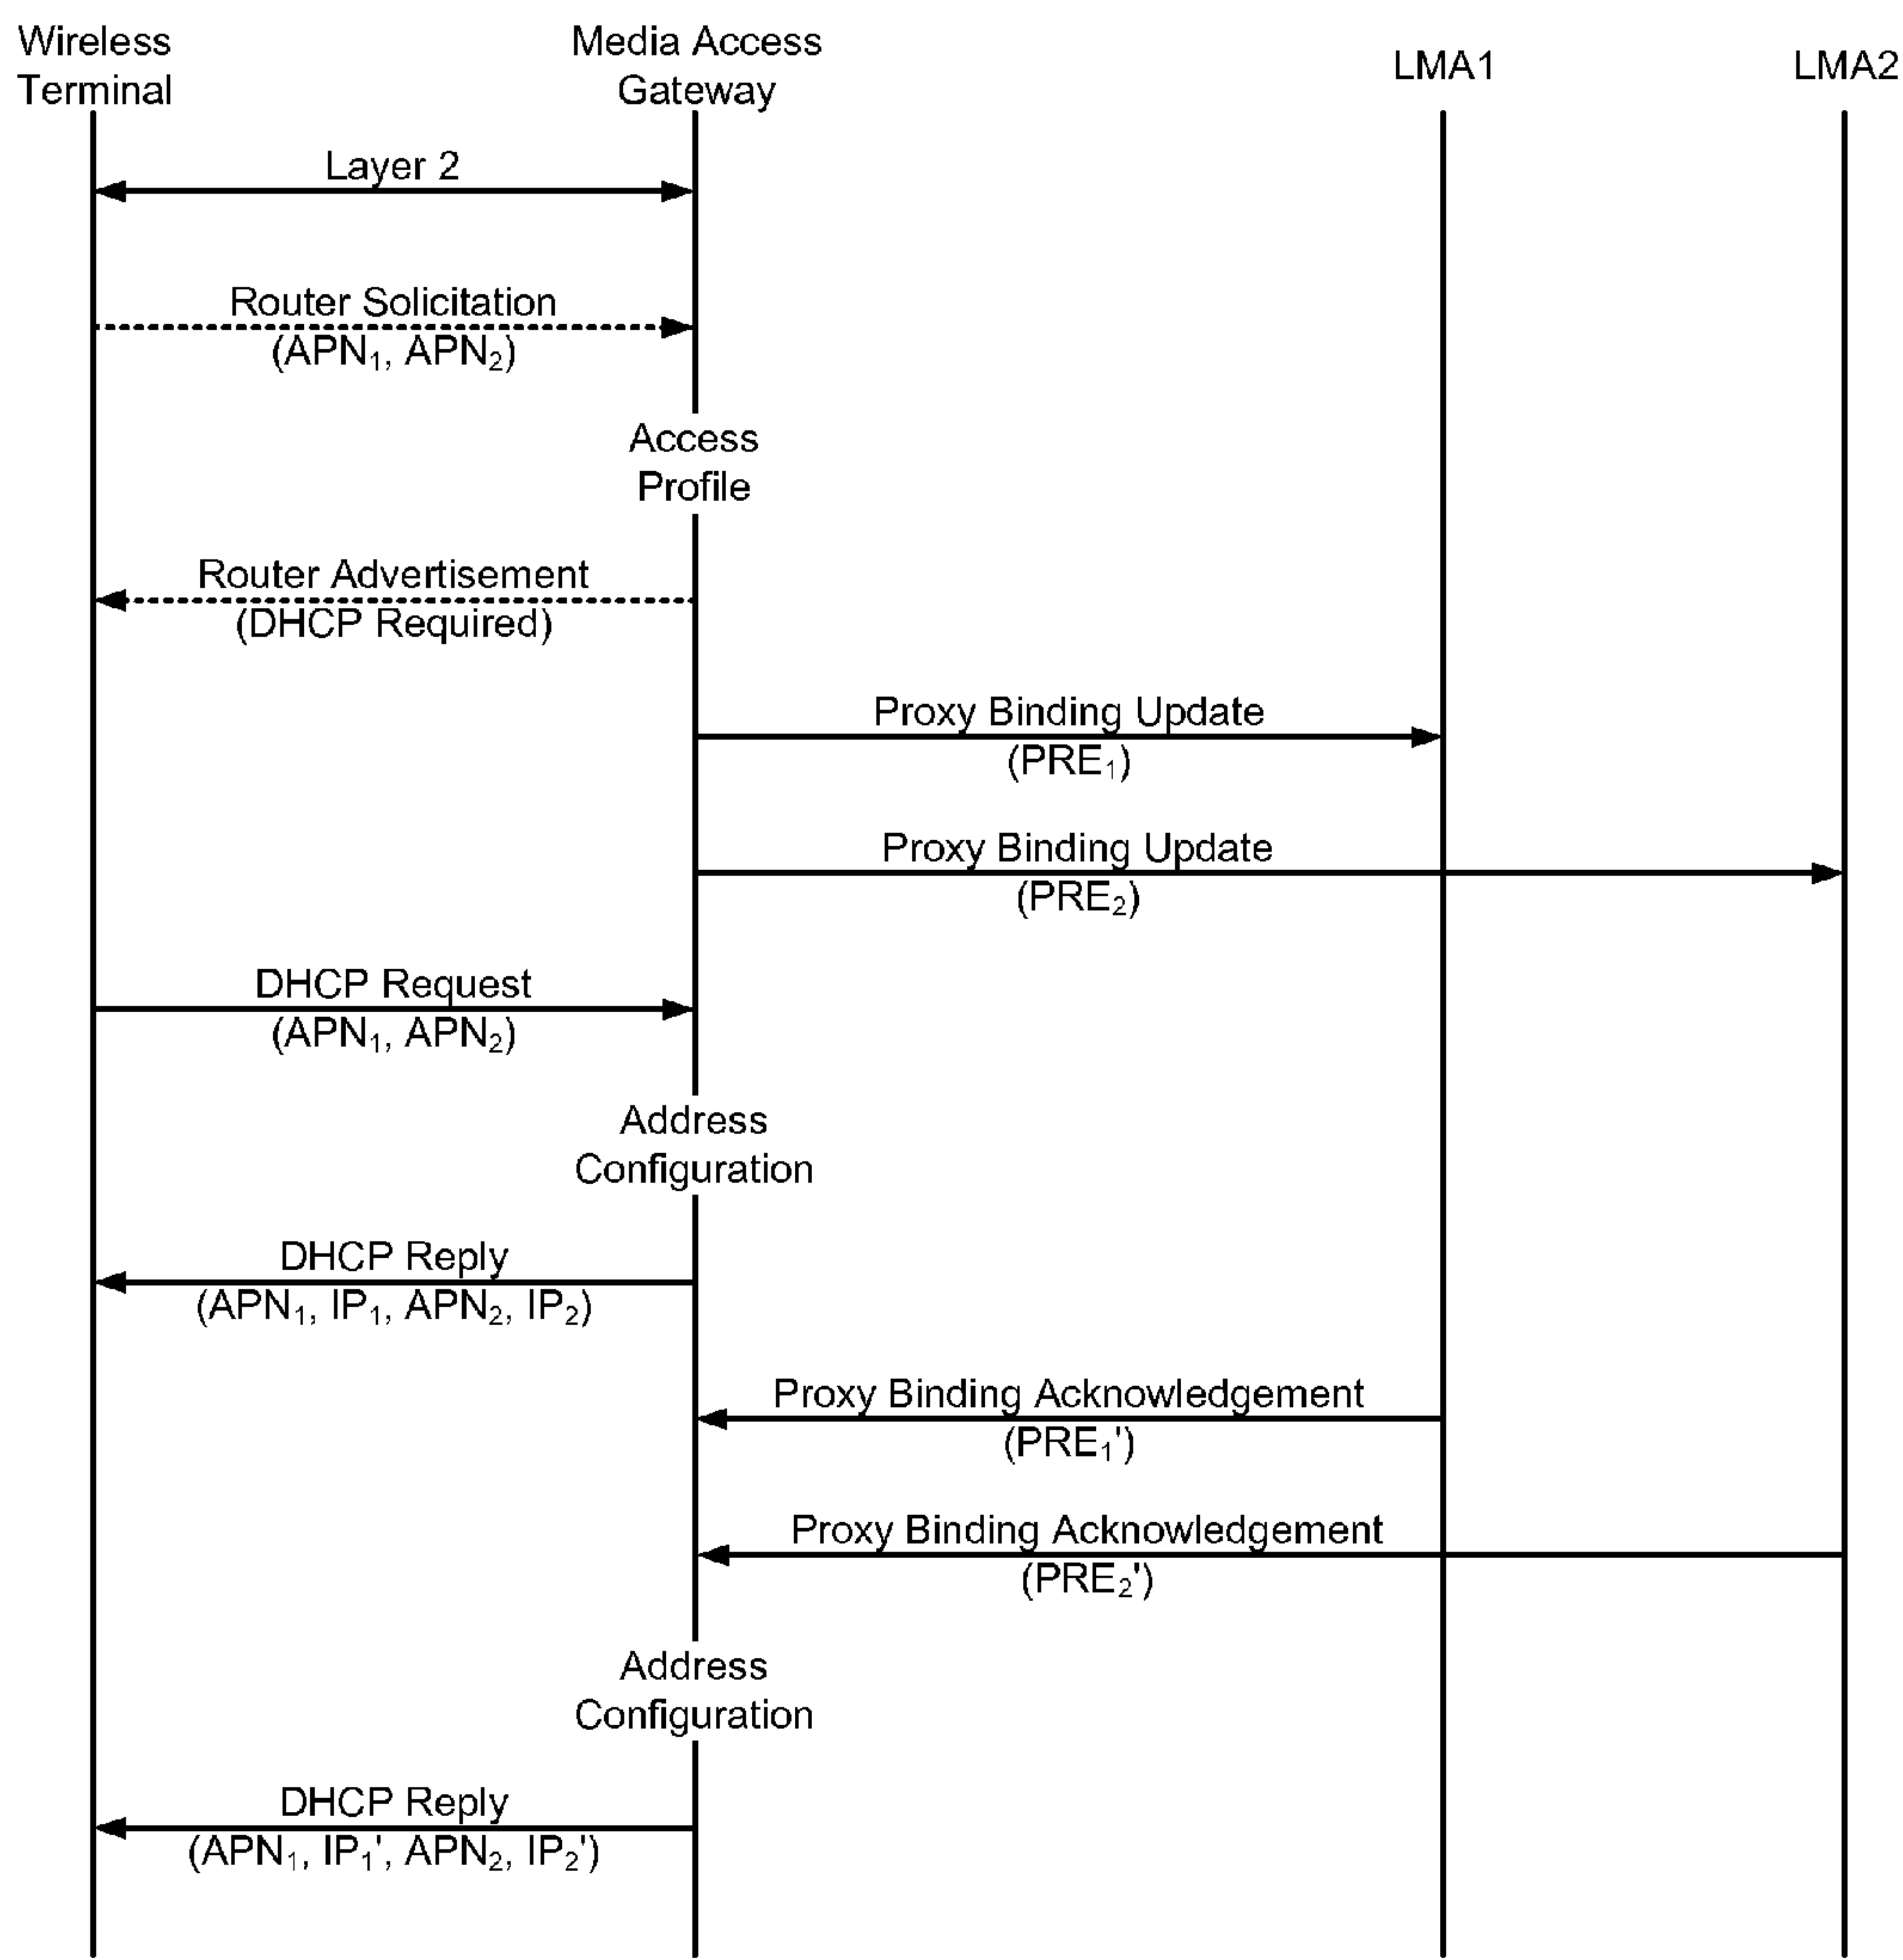 Wireless
Terminal
Media Access
Gateway
LMA1
LMA2
Layer 2
Router Solicitation
(APN₁, APN₂)
Access
Profile
Router Advertisement
(DHCP Required)
Proxy Binding Update
(PRE₁)
Proxy Binding Update
(PRE₂)
DHCP Request
(APN₁, APN₂)
Address
Configuration
DHCP Reply
(APN₁, IP₁, APN₂, IP₂)
Proxy Binding Acknowledgement
(PRE₁')
Proxy Binding Acknowledgement
(PRE₂')
Address
Configuration
DHCP Reply
(APN₁, IP₁', APN₂, IP₂')